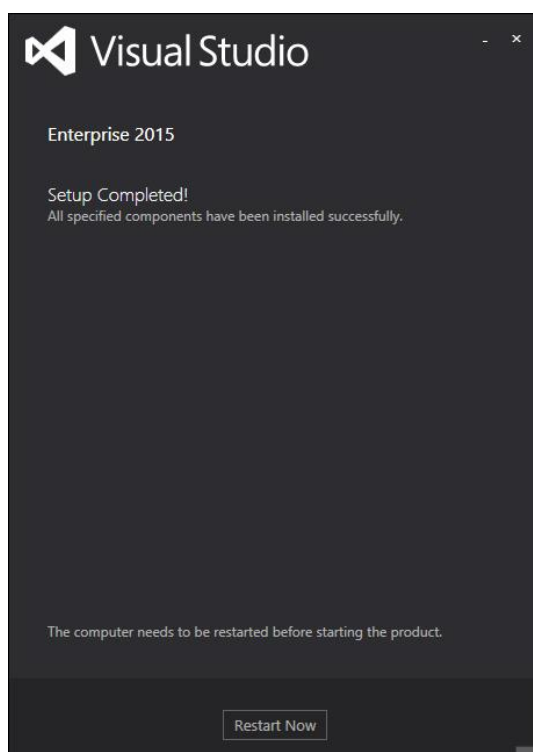 Visual Studio
Enterprise 2015
Setup Completed!
All specified components have been installed successfully.
The computer needs to be restarted before starting the product.
Restart Now